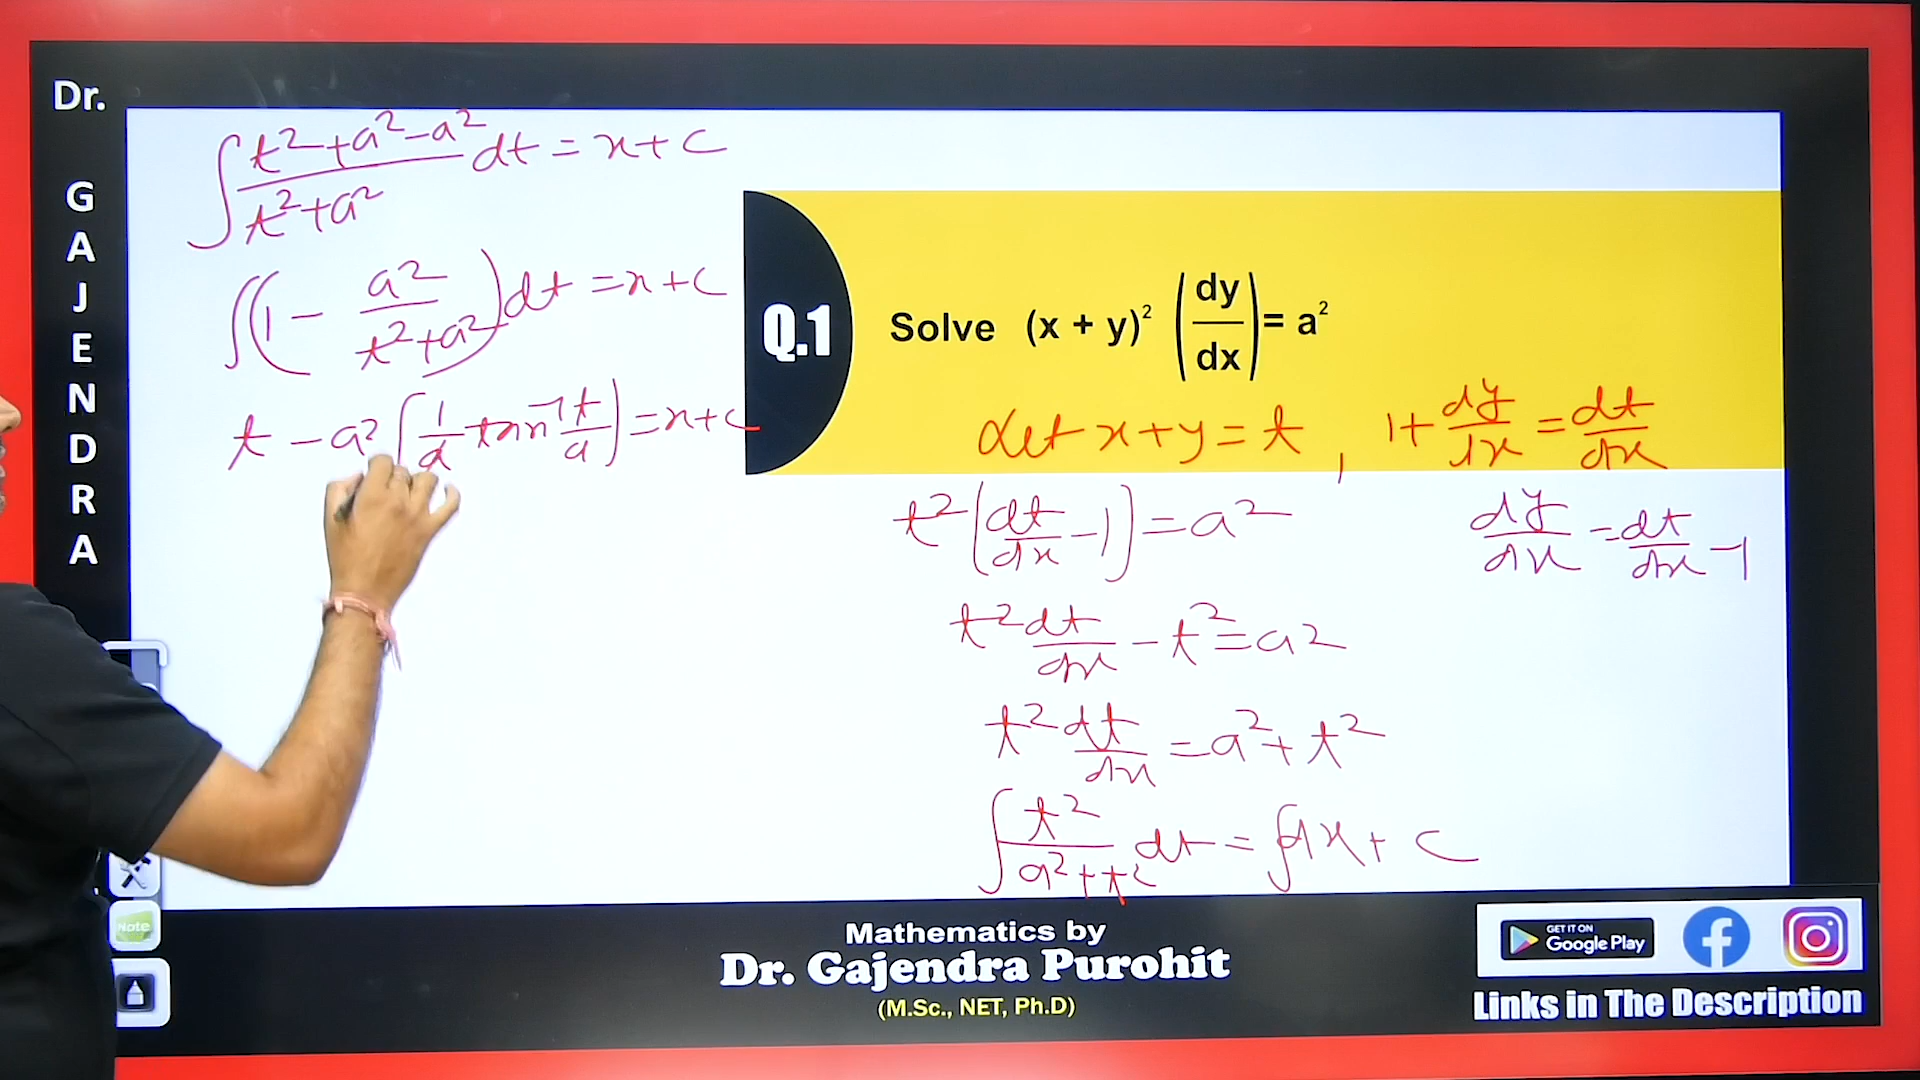 Dr.
GAJENDRA
∫ (t²+a²-a²)/(t²+a²) dt = x+c
∫(1 - a²/(t²+a²))dt = x+c
t - a²[1/a tan⁻¹ t/a] = x+c
Q.1
Solve (x + y)² (dy/dx) = a²
Let x+y = t , 1+ dy/dx = dt/dx
t²[dt/dx - 1] = a²
dy/dx = dt/dx - 1
t² dt/dx - t² = a²
t² dt/dx = a² + t²
∫ t²/(a²+t²) dt = ∫dx + c
Note
Mathematics by
Dr. Gajendra Purohit
(M.Sc., NET, Ph.D)
GET IT ON
Google Play
Links in The Description